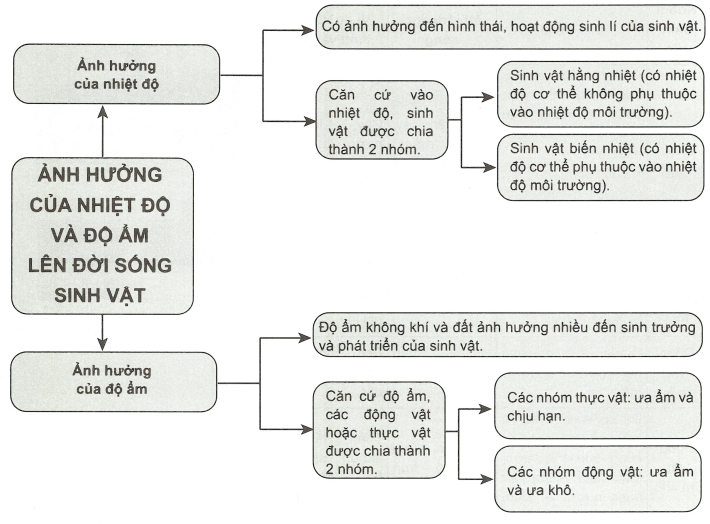 Có ảnh hưởng đến hình thái, hoạt động sinh lí của sinh vật.
Ảnh hưởng
của nhiệt độ
Căn cứ vào
nhiệt độ, sinh
vật được chia
thành 2 nhóm.
Sinh vật hằng nhiệt (có nhiệt
độ cơ thể không phụ thuộc
vào nhiệt độ môi trường).
Sinh vật biến nhiệt (có nhiệt
độ cơ thể phụ thuộc vào nhiệt
độ môi trường).
ẢNH HƯỞNG
CỦA NHIỆT ĐỘ
VÀ ĐỘ ẨM
LÊN ĐỜI SỐNG
SINH VẬT
Độ ẩm không khí và đất ảnh hưởng nhiều đến sinh trưởng
và phát triển của sinh vật.
Ảnh hưởng
của độ ẩm
Căn cứ độ ẩm,
các động vật
hoặc thực vật
được chia thành
2 nhóm.
Các nhóm thực vật: ưa ẩm và
chịu hạn.
Các nhóm động vật: ưa ẩm
và ưa khô.